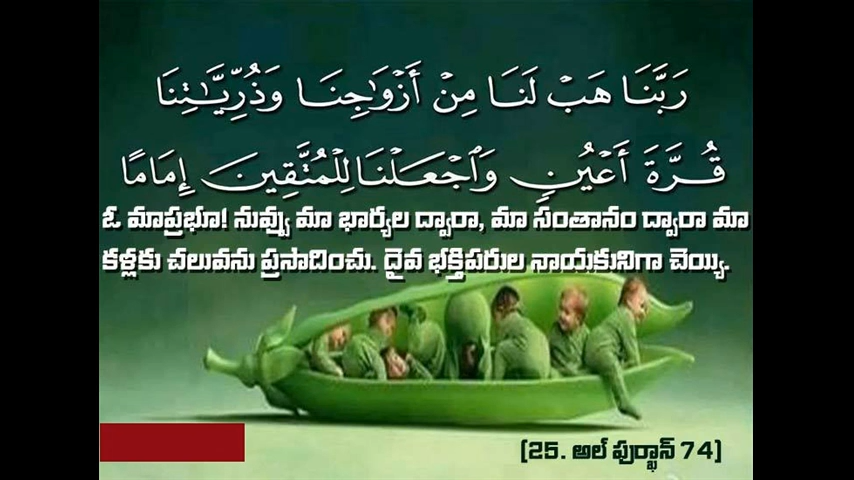 رَبَّنَا هَبْ لَنَا مِنْ أَزْوَٰجِنَا وَذُرِّيَّـٰتِنَا
قُرَّةَ أَعْيُنٍ وَٱجْعَلْنَا لِلْمُتَّقِينَ إِمَامًا
ఓ మాప్రభూ! నువ్వు మా భార్యల ద్వారా, మా సంతానం ద్వారా మా
కళ్లకు చలువను ప్రసాదించు. దైవ భక్తిపరుల నాయకునిగా చెయ్యి.
[25. అల్ ఫుర్ఖాన్ 74]